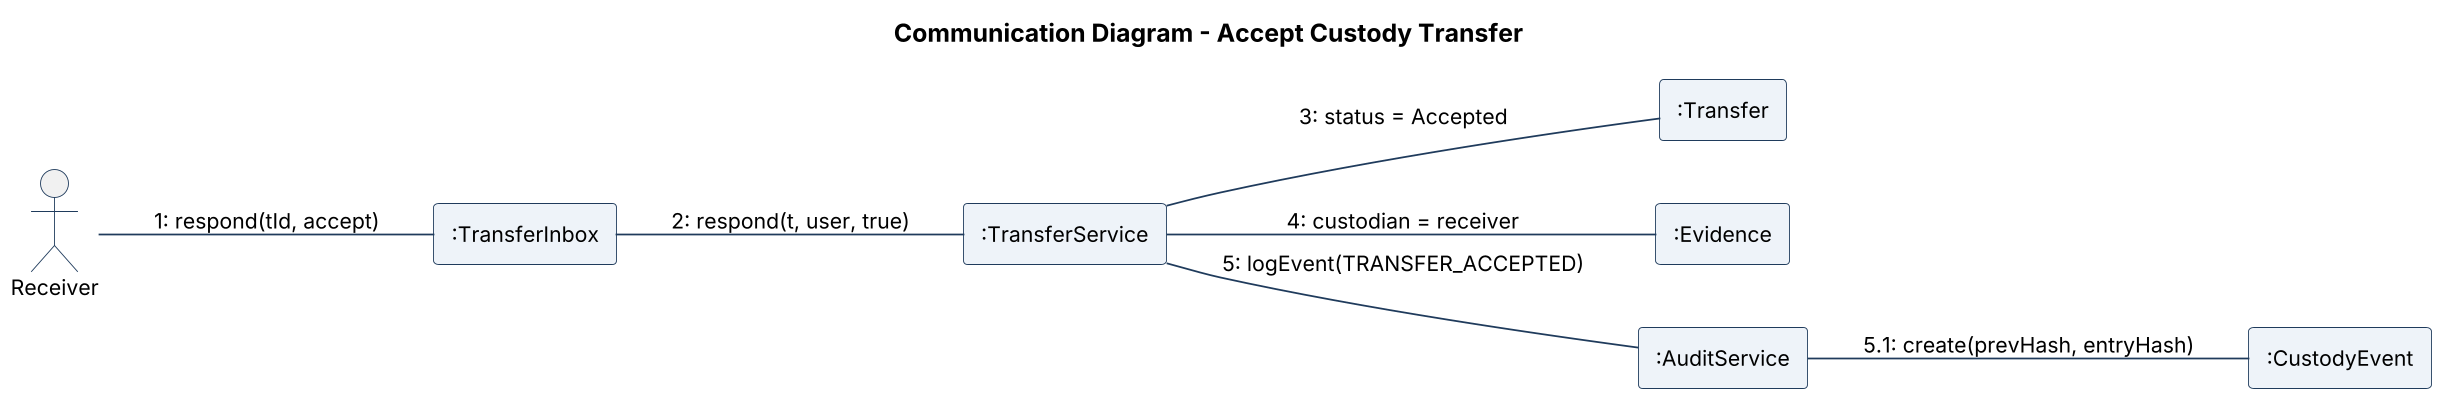 Communication Diagram - Accept Custody Transfer
3: status = Accepted
:Transfer
1: respond(tId, accept)
:TransferInbox
2: respond(t, user, true)
:TransferService
4: custodian = receiver
:Evidence
5: logEvent(TRANSFER_ACCEPTED)
Receiver
:AuditService
5.1: create(prevHash, entryHash)
:CustodyEvent